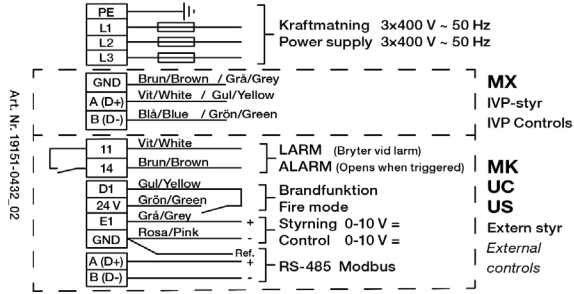 PE
L1
L2
L3
Kraftmatning 3x400 V ~ 50 Hz
Power supply 3x400 V ~ 50 Hz
GND Brun/Brown / Grå/Grey
A (D+) Vit/White / Gul/Yellow
B (D-) Blå/Blue / Grön/Green
MX
IVP-styr
IVP Controls
Art. Nr. 19151-0432_02
11 Vit/White
14 Brun/Brown
LARM (Bryter vid larm)
ALARM (Opens when triggered)
D1 Gul/Yellow
24 V Grön/Green
Brandfunktion
Fire mode
E1 Grå/Grey +
GND Rosa/Pink -
Styrning 0-10 V =
Control 0-10 V =
Ref.
A (D+) +
B (D-) -
RS-485 Modbus
MK
UC
US
Extern styr
External
controls